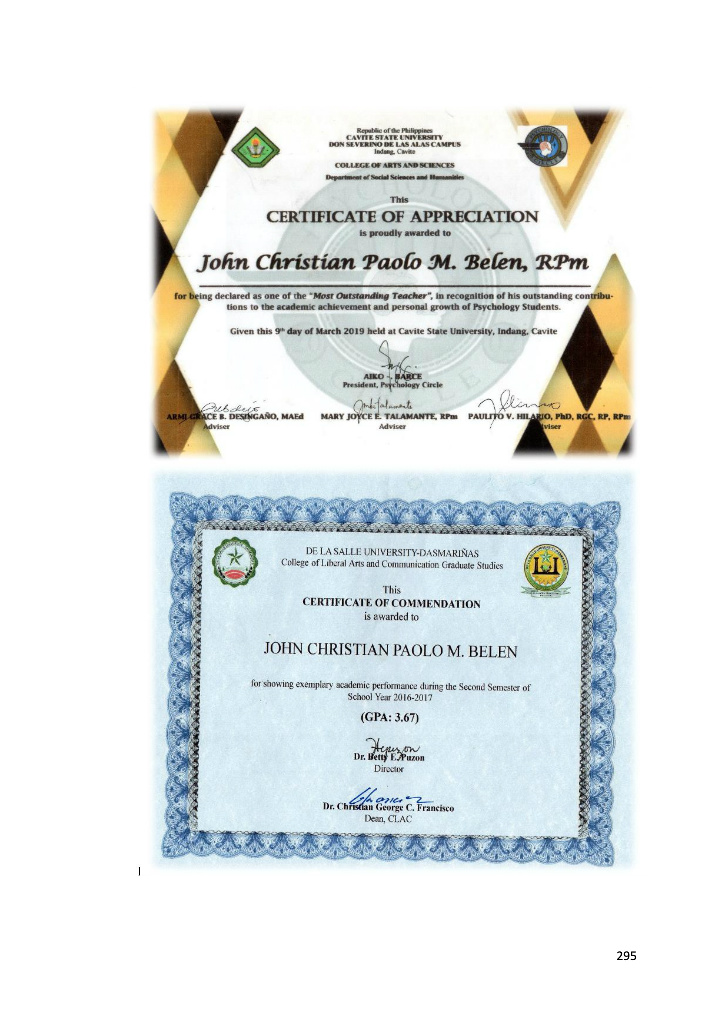 Republic of the Philippines
CAVITE STATE UNIVERSITY
DON SEVERINO DE LAS ALAS CAMPUS
Indang, Cavite
COLLEGE OF ARTS AND SCIENCES
Department of Social Sciences and Humanities
This
CERTIFICATE OF APPRECIATION
is proudly awarded to
John Christian Paolo M. Belen, RPm
for being declared as one of the "Most Outstanding Teacher", in recognition of his outstanding contribu-
tions to the academic achievement and personal growth of Psychology Students.
Given this 9th day of March 2019 held at Cavite State University, Indang, Cavite
BARCE
President, Psychology Circle
ARMI GRACE B. DESINGAÑO, MAEd
MARY JOYCE E. TALAMANTE, RPm
PAULITO V. HILARIO, PhD, RGC, RP, RPm
Adviser
Adviser
DE LA SALLE UNIVERSITY-DASMARIÑAS
College of Liberal Arts and Communication Graduate Studies
This
CERTIFICATE OF COMMENDATION
is awarded to
JOHN CHRISTIAN PAOLO M. BELEN
for showing exemplary academic performance during the Second Semester of
School Year 2016-2017
(GPA: 3.67)
Dr. Betty E. Puzon
Director
Dr. Christian George C. Francisco
Dean, CLAC
295